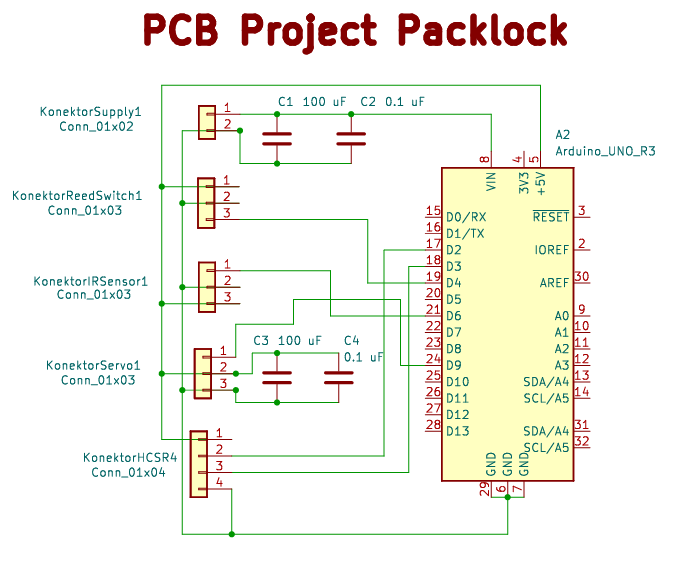 PCB Project Packlock
KonektorSupply1
Conn_01x02
1
2
C1 100 uF
C2 0.1 uF
A2
Arduino_UNO_R3
8
4
5
VIN
3V3
+5V
KonektorReedSwitch1
Conn_01x03
1
2
3
KonektorIRSensor1
Conn_01x03
1
2
3
KonektorServo1
Conn_01x03
1
2
3
C3 100 uF
C4
0.1 uF
KonektorHCSR4
Conn_01x04
1
2
3
4
15 D0/RX
16 D1/TX
17 D2
18 D3
19 D4
20 D5
21 D6
22 D7
23 D8
24 D9
25 D10
26 D11
27 D12
28 D13
RESET 3
IOREF 2
AREF 30
A0 9
A1 10
A2 11
A3 12
SDA/A4 13
SCL/A5 14
SDA/A4 31
SCL/A5 32
GND
GND
GND
29
6
7